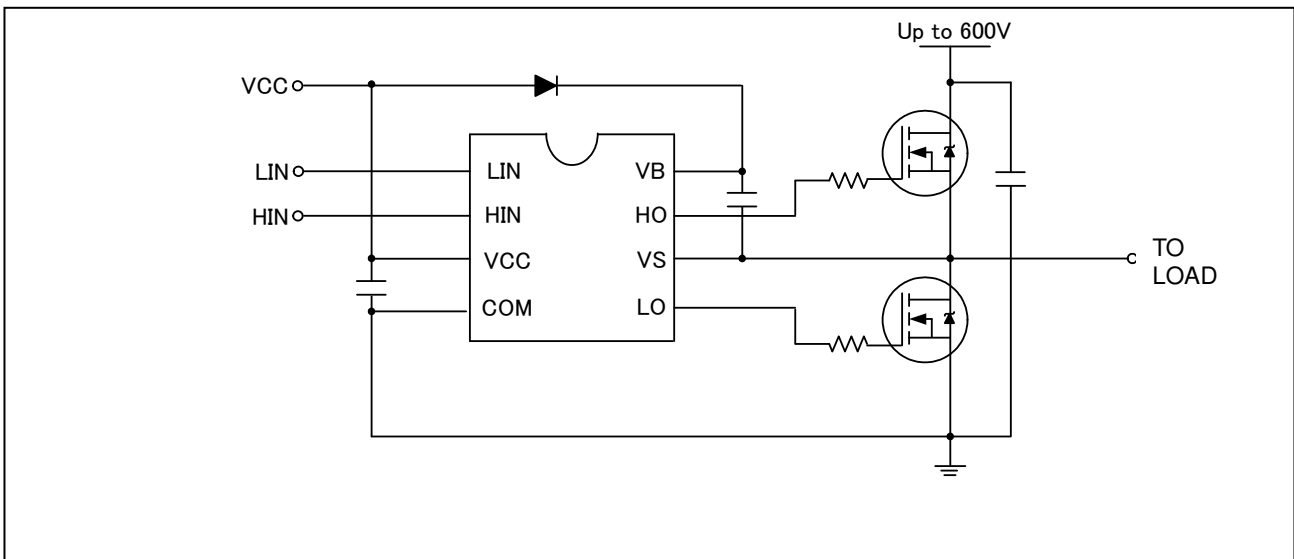 Up to 600V
VCC
LIN
HIN
LIN
HIN
VCC
COM
VB
HO
VS
LO
TO
LOAD